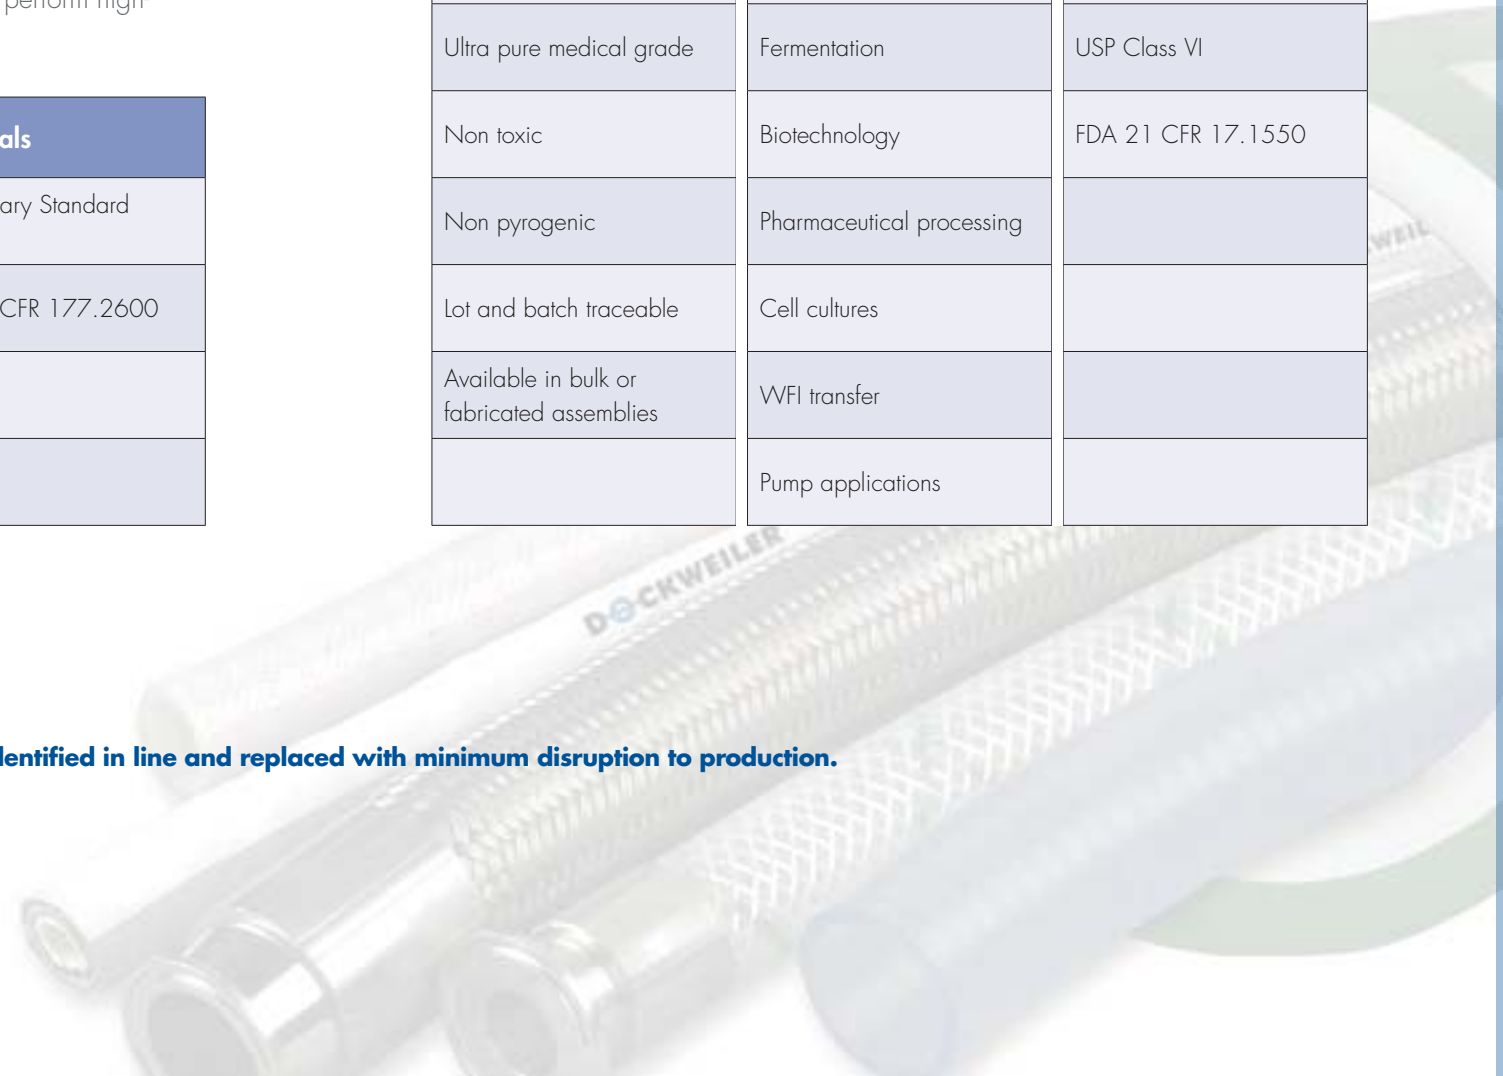 perform high-
als
ary Standard
CFR 177.2600
Ultra pure medical grade
Fermentation
USP Class VI
Non toxic
Biotechnology
FDA 21 CFR 17.1550
Non pyrogenic
Pharmaceutical processing
Lot and batch traceable
Cell cultures
Available in bulk or
fabricated assemblies
WFI transfer
Pump applications
KWEIL
DOCKWEILER
dentified in line and replaced with minimum disruption to production.